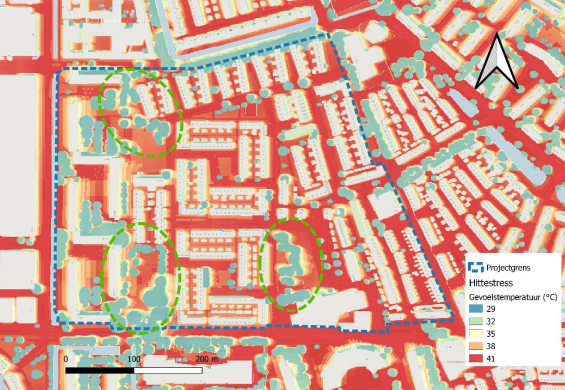 Projectgrens
Hittestress
Gevoelstemperatuur (°C)
29
32
35
38
41
0 100 200 m